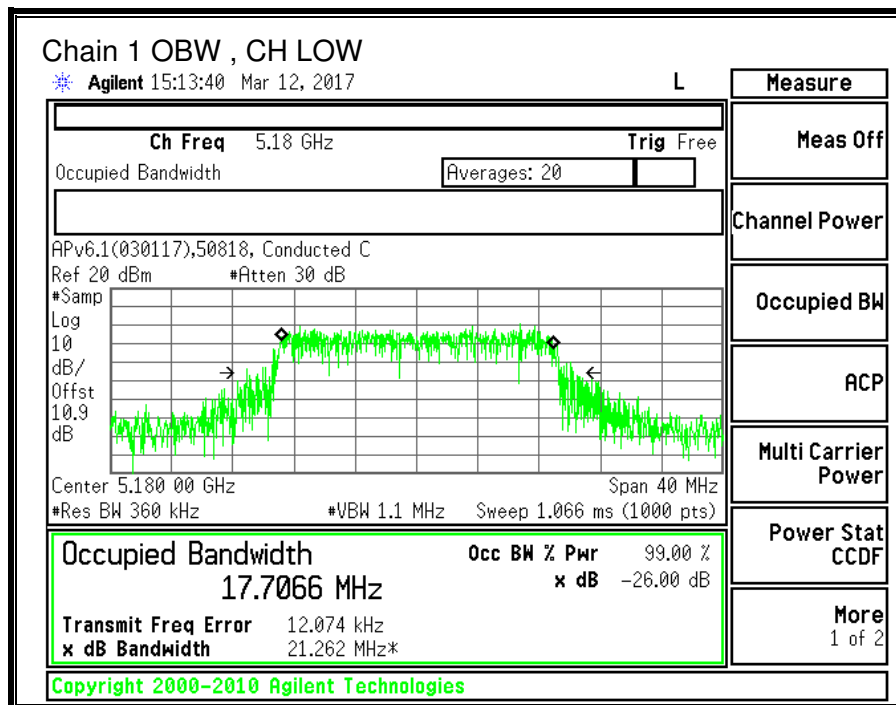 Chain 1 OBW , CH LOW
Agilent 15:13:40 Mar 12, 2017 L
Measure
Ch Freq 5.18 GHz Trig Free
Occupied Bandwidth Averages: 20
APv6.1(030117),50818, Conducted C
Ref 20 dBm #Atten 30 dB
#Samp
Log
10
dB/
Offst
10.9
dB
Center 5.180 00 GHz Span 40 MHz
#Res BW 360 kHz #VBW 1.1 MHz Sweep 1.066 ms (1000 pts)
Occupied Bandwidth Occ BW % Pwr 99.00 %
17.7066 MHz x dB -26.00 dB
Transmit Freq Error 12.074 kHz
x dB Bandwidth 21.262 MHz*
Copyright 2000-2010 Agilent Technologies
Meas Off
Channel Power
Occupied BW
ACP
Multi Carrier
Power
Power Stat
CCDF
More
1 of 2